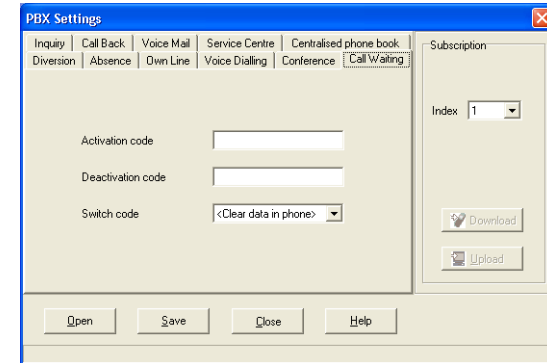 PBX Settings
Inquiry Call Back Voice Mail Service Centre Centralised phone book
Diversion Absence Own Line Voice Dialling Conference Call Waiting
Subscription
Index 1
Activation code
Deactivation code
Switch code <Clear data in phone>
Download
Upload
Open Save Close Help